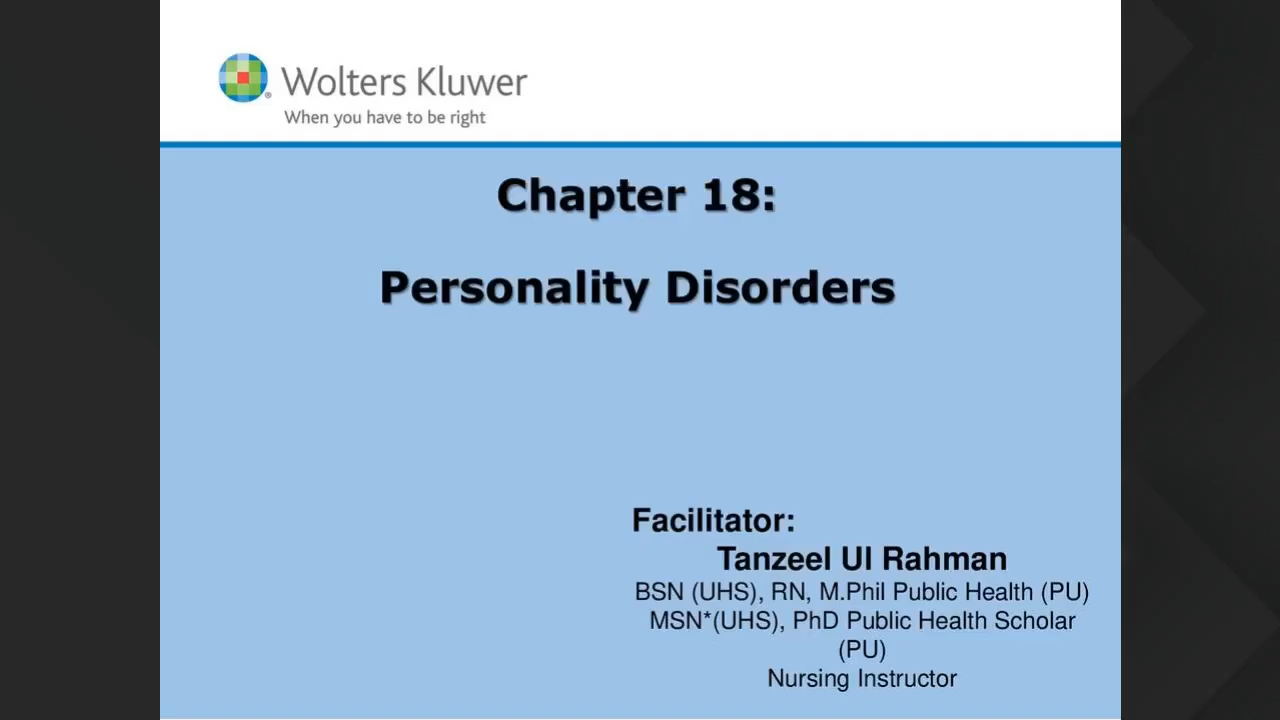 Wolters Kluwer
When you have to be right
Chapter 18:
Personality Disorders
Facilitator:
Tanzeel Ul Rahman
BSN (UHS), RN, M.Phil Public Health (PU)
MSN*(UHS), PhD Public Health Scholar
(PU)
Nursing Instructor